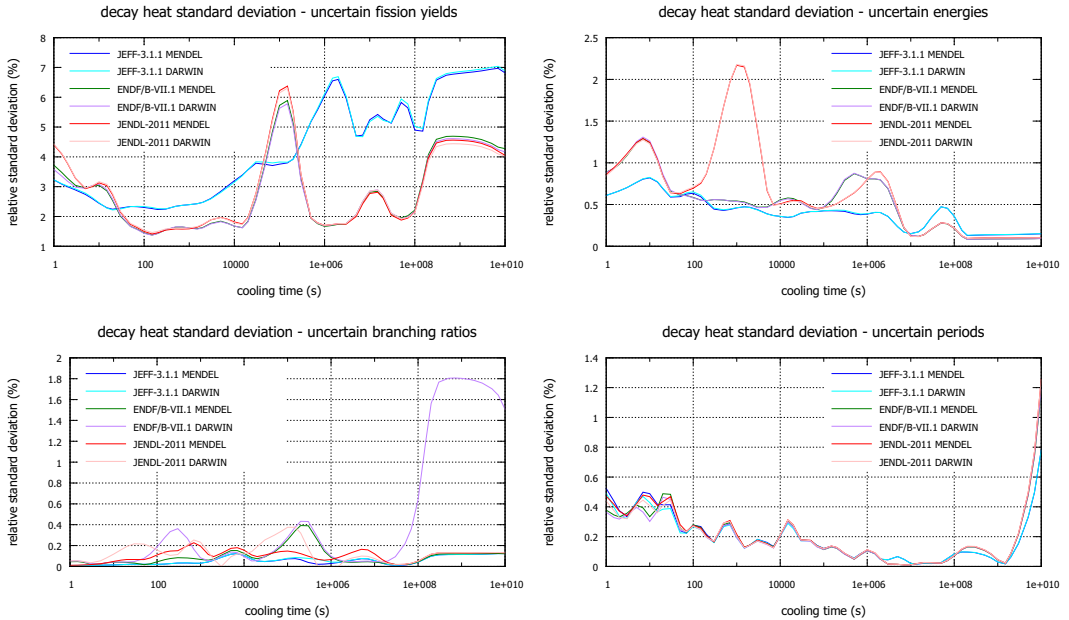 decay heat standard deviation - uncertain fission yields
relative standard deviation (%)
8
7
6
5
4
3
2
1
JEFF-3.1.1 MENDEL
JEFF-3.1.1 DARWIN
ENDF/B-VII.1 MENDEL
ENDF/B-VII.1 DARWIN
JENDL-2011 MENDEL
JENDL-2011 DARWIN
1 100 10000 1e+006 1e+008 1e+010
cooling time (s)
decay heat standard deviation - uncertain energies
relative standard deviation (%)
2.5
2
1.5
1
0.5
0
JEFF-3.1.1 MENDEL
JEFF-3.1.1 DARWIN
ENDF/B-VII.1 MENDEL
ENDF/B-VII.1 DARWIN
JENDL-2011 MENDEL
JENDL-2011 DARWIN
1 100 10000 1e+006 1e+008 1e+010
cooling time (s)
decay heat standard deviation - uncertain branching ratios
relative standard deviation (%)
2
1.8
1.6
1.4
1.2
1
0.8
0.6
0.4
0.2
0
JEFF-3.1.1 MENDEL
JEFF-3.1.1 DARWIN
ENDF/B-VII.1 MENDEL
ENDF/B-VII.1 DARWIN
JENDL-2011 MENDEL
JENDL-2011 DARWIN
1 100 10000 1e+006 1e+008 1e+010
cooling time (s)
decay heat standard deviation - uncertain periods
relative standard deviation (%)
1.4
1.2
1
0.8
0.6
0.4
0.2
0
JEFF-3.1.1 MENDEL
JEFF-3.1.1 DARWIN
ENDF/B-VII.1 MENDEL
ENDF/B-VII.1 DARWIN
JENDL-2011 MENDEL
JENDL-2011 DARWIN
1 100 10000 1e+006 1e+008 1e+010
cooling time (s)